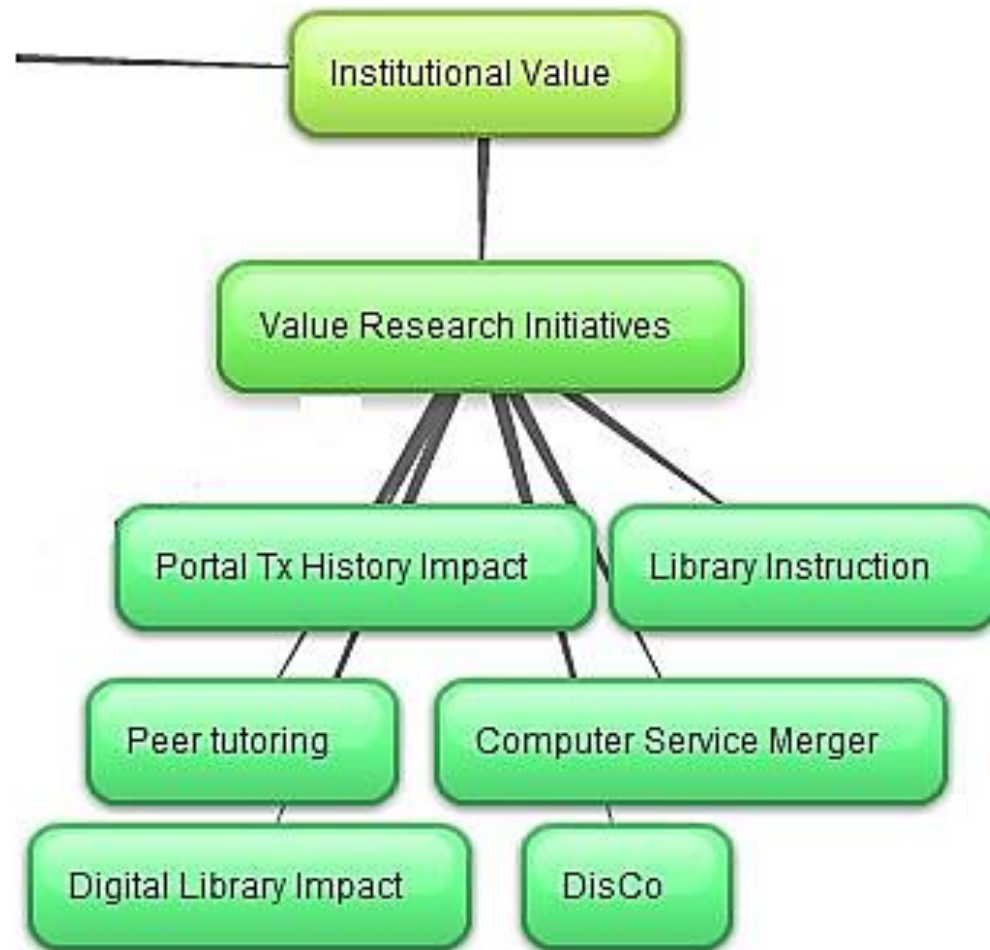 Institutional Value
Value Research Initiatives
Portal Tx History Impact
Library Instruction
Peer tutoring
Computer Service Merger
Digital Library Impact
DisCo